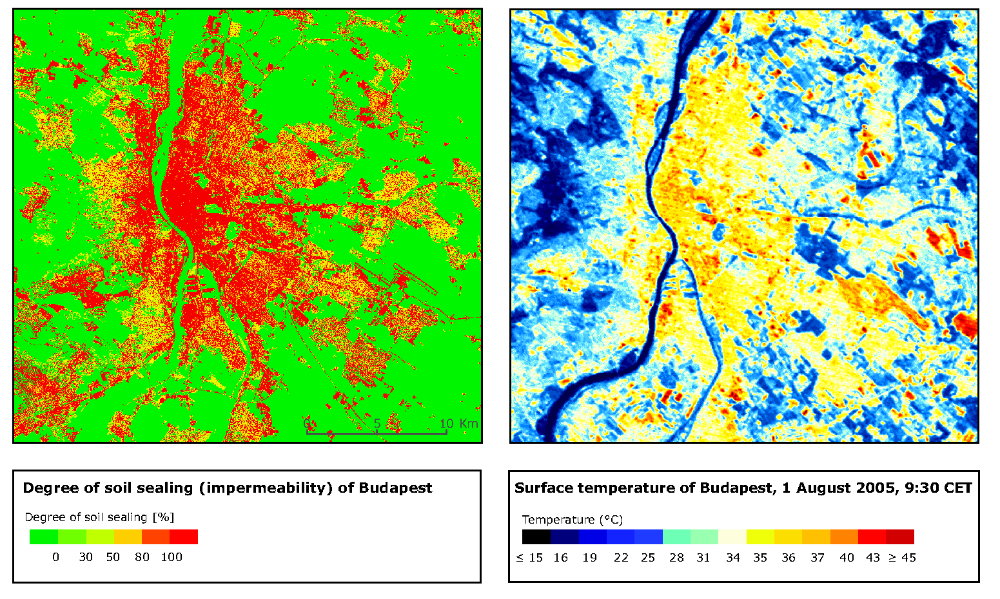 0 5 10 Km
Degree of soil sealing (impermeability) of Budapest
Degree of soil sealing [%]
0 30 50 80 100
Surface temperature of Budapest, 1 August 2005, 9:30 CET
Temperature (°C)
≤ 15 16 19 22 25 28 31 34 35 36 37 40 43 ≥ 45